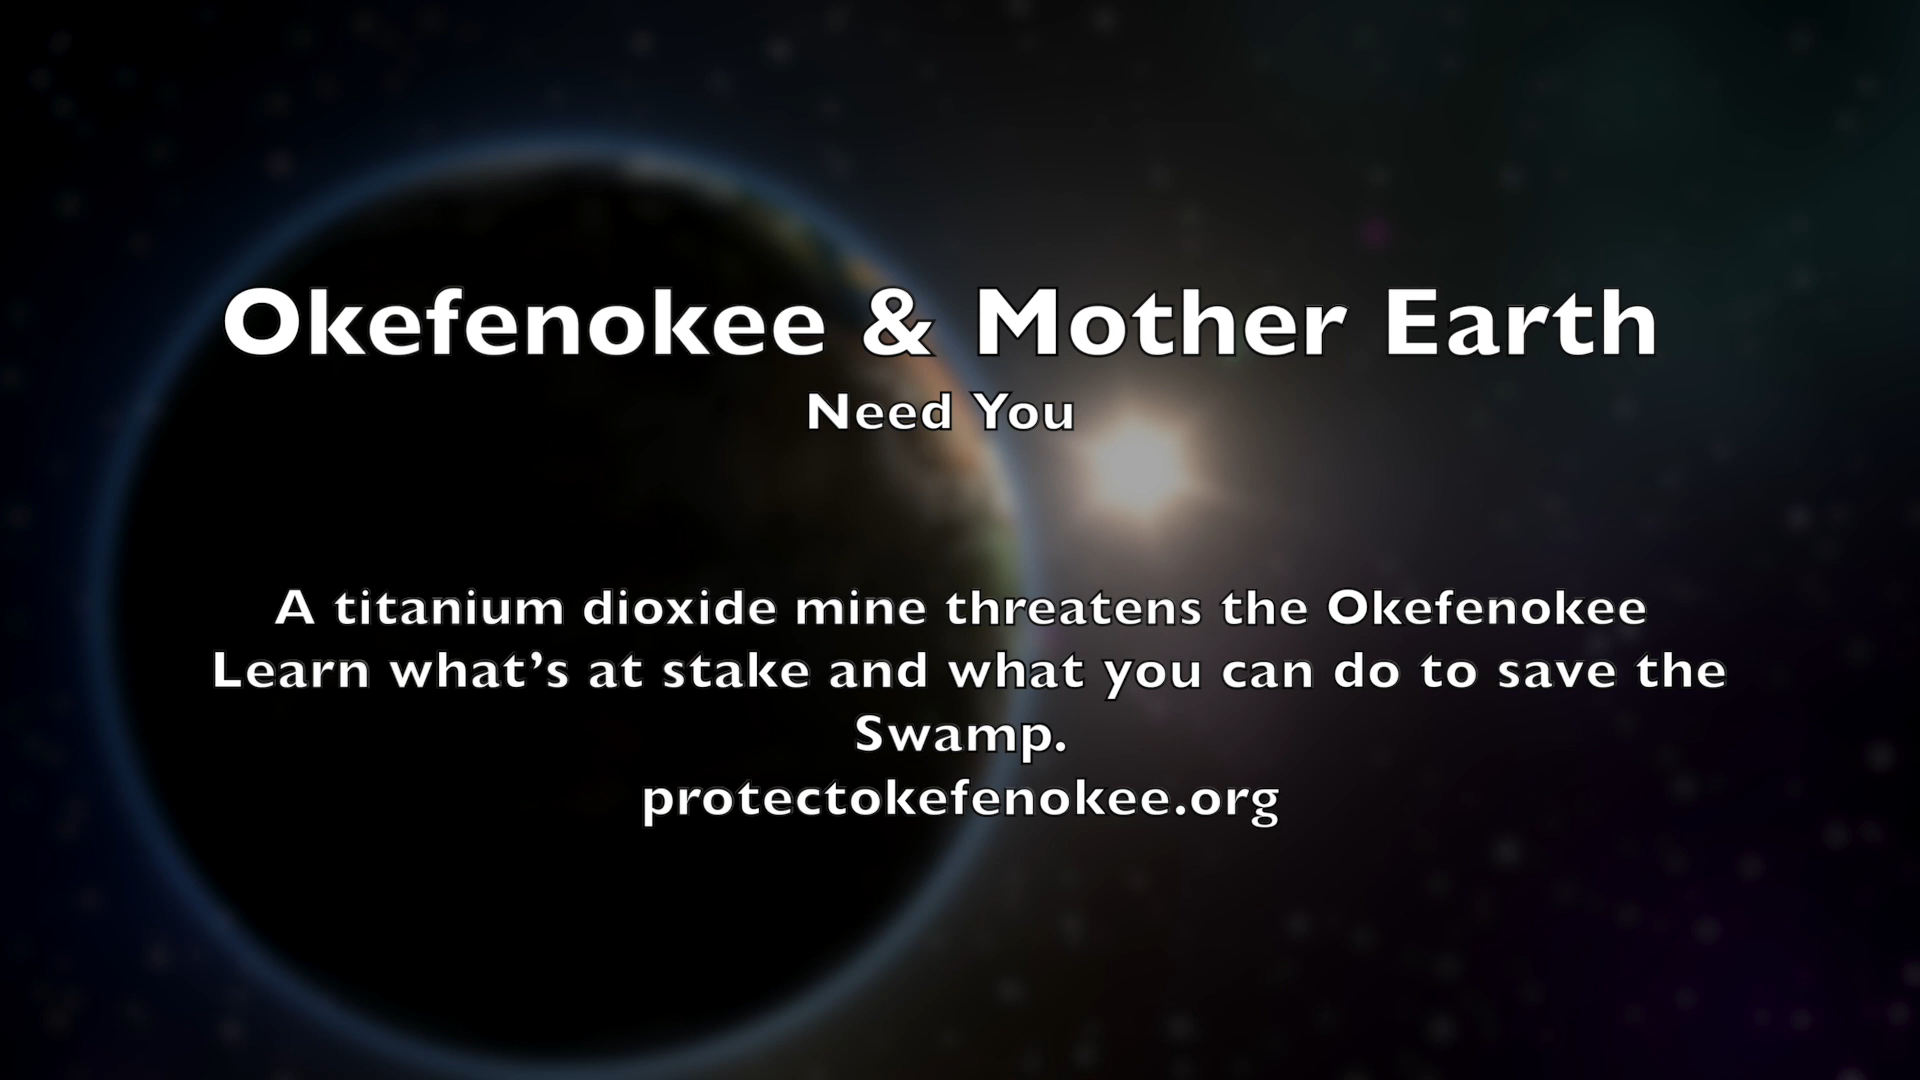 Okefenokee & Mother Earth
Need You
A titanium dioxide mine threatens the Okefenokee
Learn what’s at stake and what you can do to save the
Swamp.
protectokefenokee.org